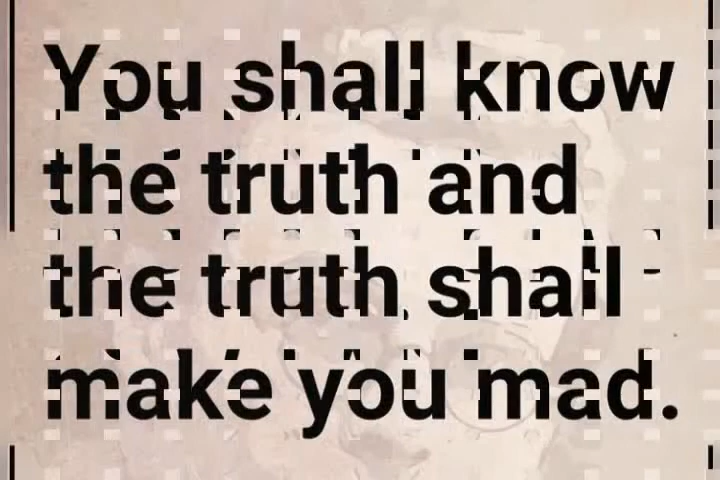 You shall know
the truth and
the truth shall
make you mad.